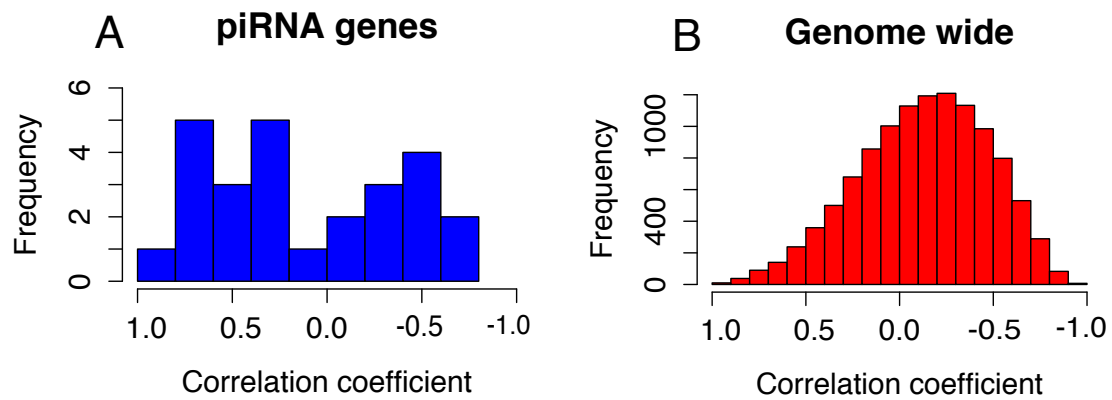 A
piRNA genes
Frequency
6
4
2
0
1.0 0.5 0.0 -0.5 -1.0
Correlation coefficient
B
Genome wide
Frequency
1000
400
0
1.0 0.5 0.0 -0.5 -1.0
Correlation coefficient